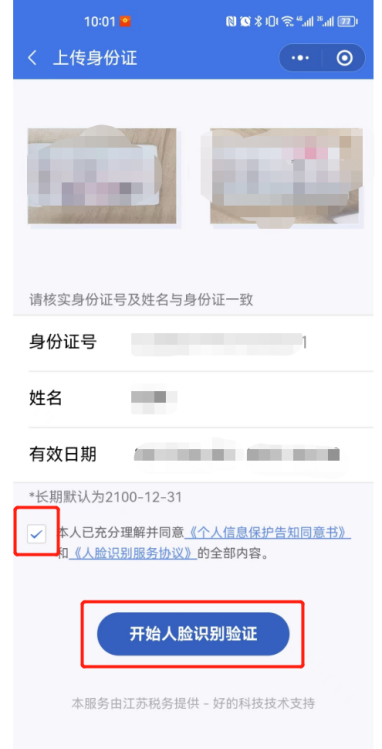 10:01
77
上传身份证
请核实身份证号及姓名与身份证一致
身份证号 1
姓名
有效日期
*长期默认为2100-12-31
本人已充分理解并同意《个人信息保护告知同意书》
和《人脸识别服务协议》的全部内容。
开始人脸识别验证
本服务由江苏税务提供 - 好的科技技术支持